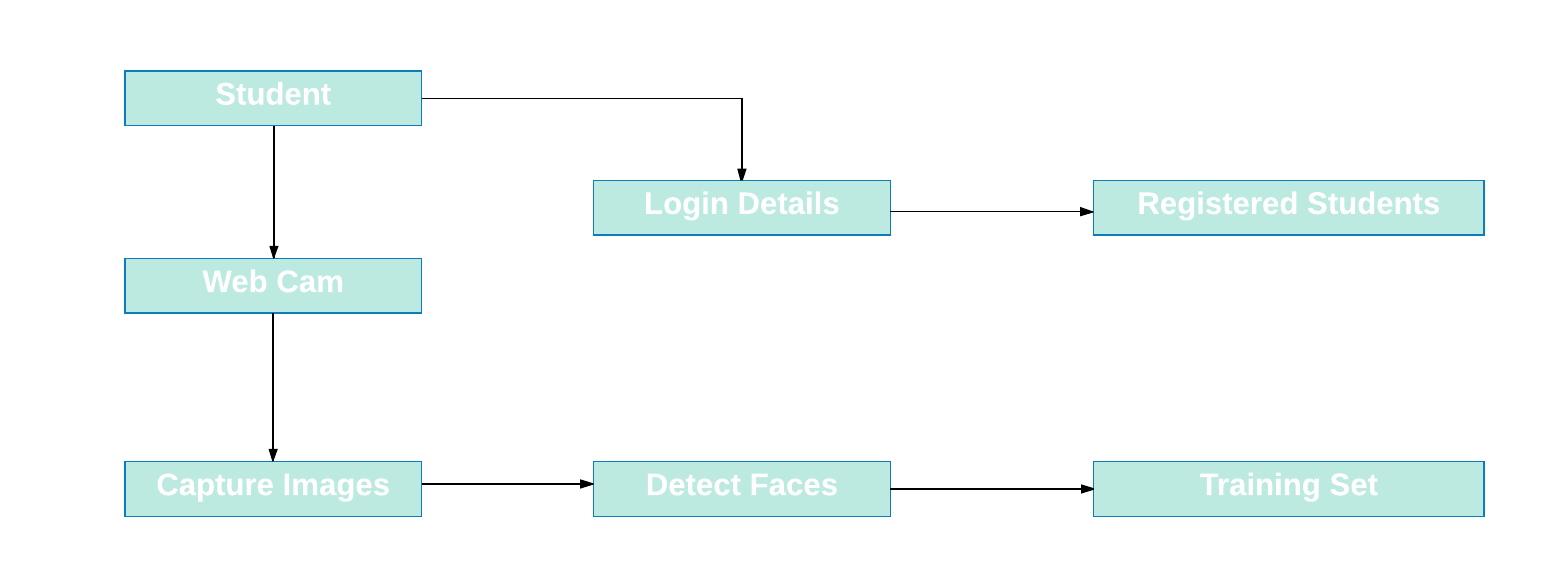 Student
Login Details
Registered Students
Web Cam
Capture Images
Detect Faces
Training Set